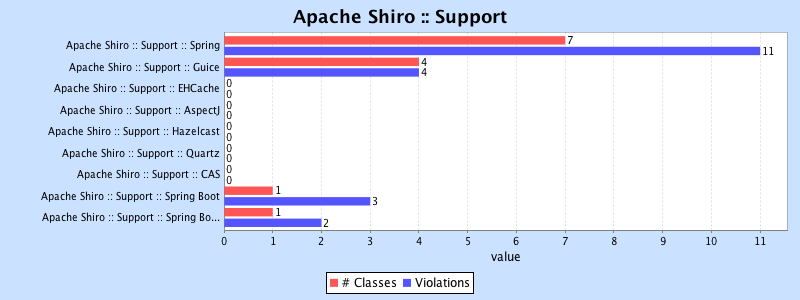 Apache Shiro :: Support
Apache Shiro :: Support :: Spring
7
11
Apache Shiro :: Support :: Guice
4
4
Apache Shiro :: Support :: EHCache
0
0
Apache Shiro :: Support :: AspectJ
0
0
Apache Shiro :: Support :: Hazelcast
0
0
Apache Shiro :: Support :: Quartz
0
0
Apache Shiro :: Support :: CAS
0
0
Apache Shiro :: Support :: Spring Boot
1
3
Apache Shiro :: Support :: Spring Bo...
1
2
0 1 2 3 4 5 6 7 8 9 10 11
value
# Classes Violations